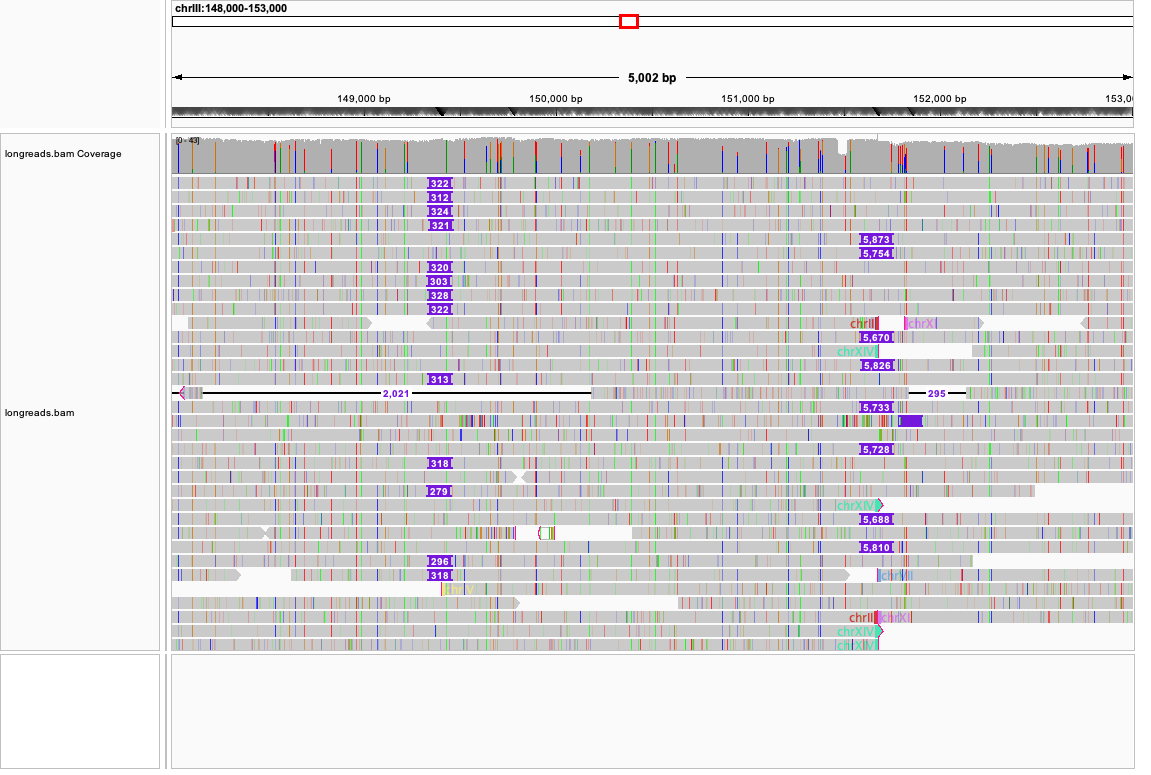 chrIII:148,000-153,000
5,002 bp
149,000 bp 150,000 bp 151,000 bp 152,000 bp 153,0
longreads.bam Coverage
[0 - 43]
322
312
324
321
5,873
5,754
320
303
328
322
chrII chrX
5,670
chrXIV
5,826
313
2,021 295
5,733
5,728
318
279
chrXIV
5,688
5,810
296
318
chrV
chrII chrXI
chrXIV
chrXIV
longreads.bam